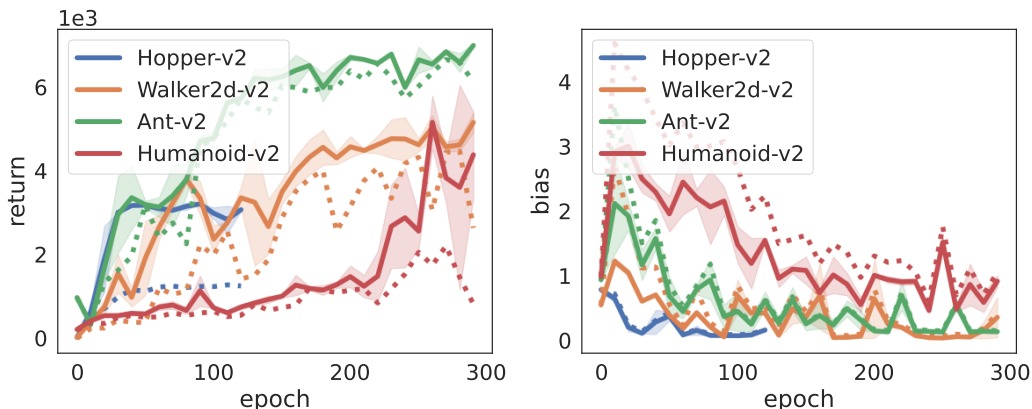 1e3
6
4
2
0
return
Hopper-v2
Walker2d-v2
Ant-v2
Humanoid-v2
0 100 200 300
epoch
4
3
2
1
0
bias
Hopper-v2
Walker2d-v2
Ant-v2
Humanoid-v2
0 100 200 300
epoch